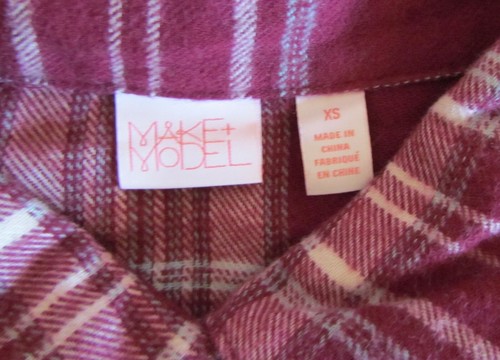 MAKE+
MODEL
XS
MADE IN
CHINA
FABRIQUÉ
EN CHINE